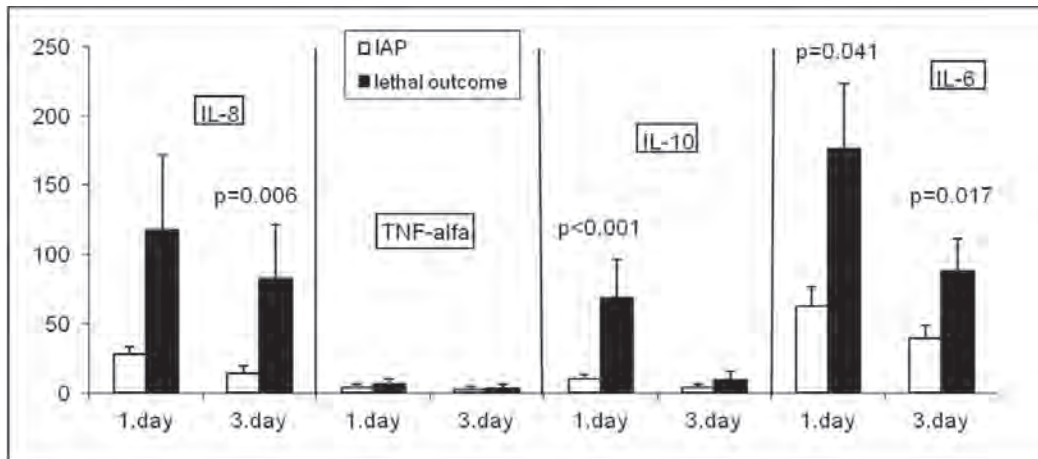 IAP
lethal outcome
250
200
150
100
50
0
IL-8
p=0.006
TNF-alfa
IL-10
p<0.001
p=0.041
IL-6
p=0.017
1.day 3.day 1.day 3.day 1.day 3.day 1.day 3.day